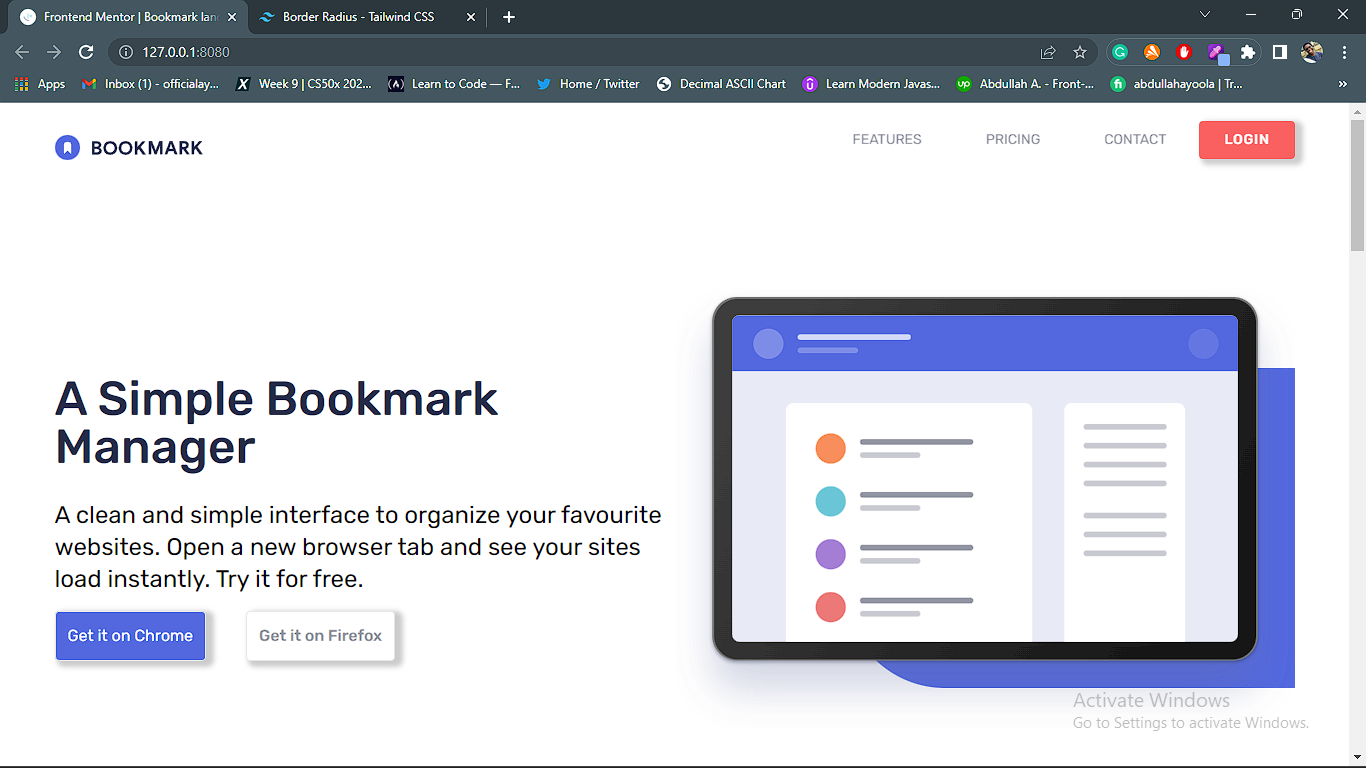 Frontend Mentor | Bookmark lan
Border Radius - Tailwind CSS
127.0.0.1:8080
Apps
Inbox (1) - officialay...
Week 9 | CS50x 202...
Learn to Code — F...
Home / Twitter
Decimal ASCII Chart
Learn Modern Javas...
up
Abdullah A. - Front-...
fi
abdullahayoola | Tr...
»
BOOKMARK
FEATURES
PRICING
CONTACT
LOGIN
A Simple Bookmark
Manager
A clean and simple interface to organize your favourite
websites. Open a new browser tab and see your sites
load instantly. Try it for free.
Get it on Chrome
Get it on Firefox
Activate Windows
Go to Settings to activate Windows.